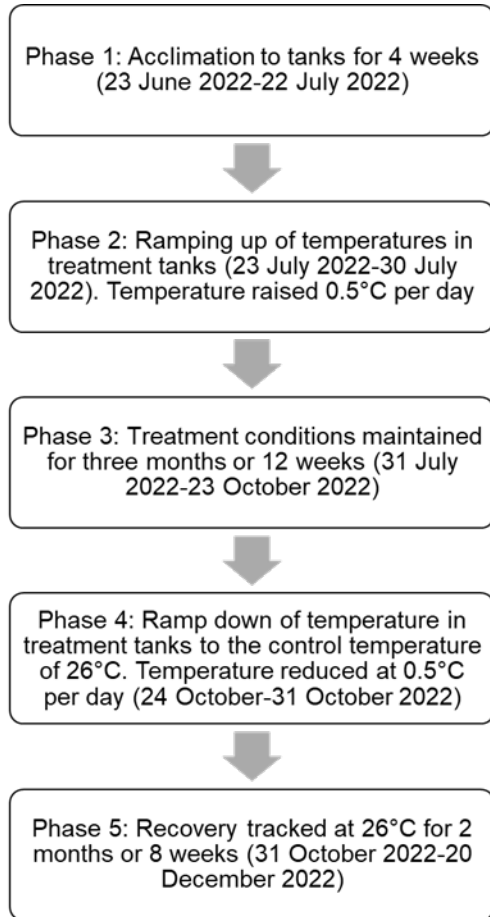 Phase 1: Acclimation to tanks for 4 weeks
(23 June 2022-22 July 2022)
Phase 2: Ramping up of temperatures in
treatment tanks (23 July 2022-30 July
2022). Temperature raised 0.5°C per day
Phase 3: Treatment conditions maintained
for three months or 12 weeks (31 July
2022-23 October 2022)
Phase 4: Ramp down of temperature in
treatment tanks to the control temperature
of 26°C. Temperature reduced at 0.5°C
per day (24 October-31 October 2022)
Phase 5: Recovery tracked at 26°C for 2
months or 8 weeks (31 October 2022-20
December 2022)